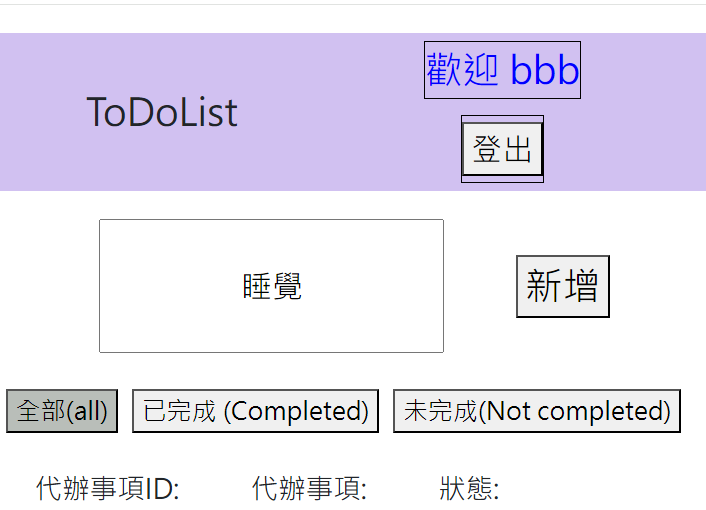 歡迎 bbb
ToDoList
登出
睡覺
新增
全部(all) 已完成 (Completed) 未完成(Not completed)
代辦事項ID: 代辦事項: 狀態: